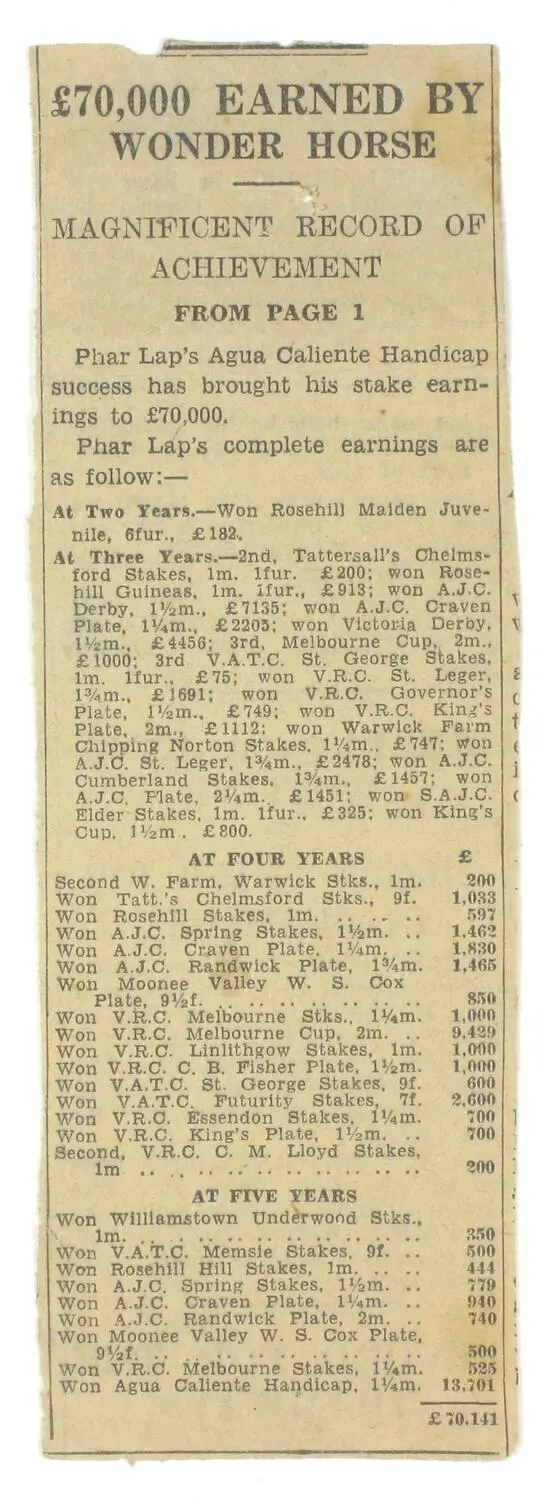 £70,000 EARNED BY
WONDER HORSE
MAGNIFICENT RECORD OF
ACHIEVEMENT
FROM PAGE 1
Phar Lap's Agua Caliente Handicap
success has brought his stake earn-
ings to £70,000.
Phar Lap's complete earnings are
as follow:—
At Two Years.—Won Rosehill Maiden Juve-
nile, 6fur., £182.
At Three Years.—2nd, Tattersall's Chelms-
ford Stakes, 1m. 1fur. £200; won Rose-
hill Guineas, 1m. 1fur., £913; won A.J.C.
Derby, 1½m., £7135; won A.J.C. Craven
Plate, 1¼m., £2205; won Victoria Derby,
1½m., £4456; 3rd, Melbourne Cup, 2m.,
£1000; 3rd V.A.T.C. St. George Stakes,
1m. 1fur., £75; won V.R.C. St. Leger,
1¾m., £1691; won V.R.C. Governor's
Plate, 1½m., £749; won V.R.C. King's
Plate, 2m., £1112; won Warwick Farm
Chipping Norton Stakes, 1¼m., £747; won
A.J.C. St. Leger, 1¾m., £2478; won A.J.C.
Cumberland Stakes, 1¾m., £1457; won
A.J.C. Plate, 2¼m., £1451; won S.A.J.C.
Elder Stakes, 1m. 1fur., £325; won King's
Cup, 1½m., £800.
AT FOUR YEARS £
Second W. Farm, Warwick Stks., 1m. 200
Won Tatt.'s Chelmsford Stks., 9f. 1,033
Won Rosehill Stakes, 1m. .. .. .. 597
Won A.J.C. Spring Stakes, 1½m. .. 1,462
Won A.J.C. Craven Plate, 1¼m. .. 1,830
Won A.J.C. Randwick Plate, 1¾m. 1,465
Won Moonee Valley W. S. Cox
Plate, 9½f. .. .. .. .. .. .. .. 850
Won V.R.C. Melbourne Stks., 1¼m. 1,000
Won V.R.C. Melbourne Cup, 2m. .. 9,429
Won V.R.C. Linlithgow Stakes, 1m. 1,000
Won V.R.C. C. B. Fisher Plate, 1½m. 1,000
Won V.A.T.C. St. George Stakes, 9f. 600
Won V.A.T.C. Futurity Stakes, 7f. 2,600
Won V.R.C. Essendon Stakes, 1¼m. 700
Won V.R.C. King's Plate, 1½m. .. 700
Second, V.R.C. C. M. Lloyd Stakes,
1m .. .. .. .. .. .. .. .. .. .. 200
AT FIVE YEARS
Won Williamstown Underwood Stks.,
1m. .. .. .. .. .. .. .. .. .. .. 350
Won V.A.T.C. Memsie Stakes, 9f. .. 500
Won Rosehill Hill Stakes, 1m. .. .. 444
Won A.J.C. Spring Stakes, 1½m. .. 779
Won A.J.C. Craven Plate, 1¼m. .. 940
Won A.J.C. Randwick Plate, 2m. .. 740
Won Moonee Valley W. S. Cox Plate,
9½f. .. .. .. .. .. .. .. .. .. 500
Won V.R.C. Melbourne Stakes, 1¼m. 525
Won Agua Caliente Handicap, 1¼m. 13,701
£70,141